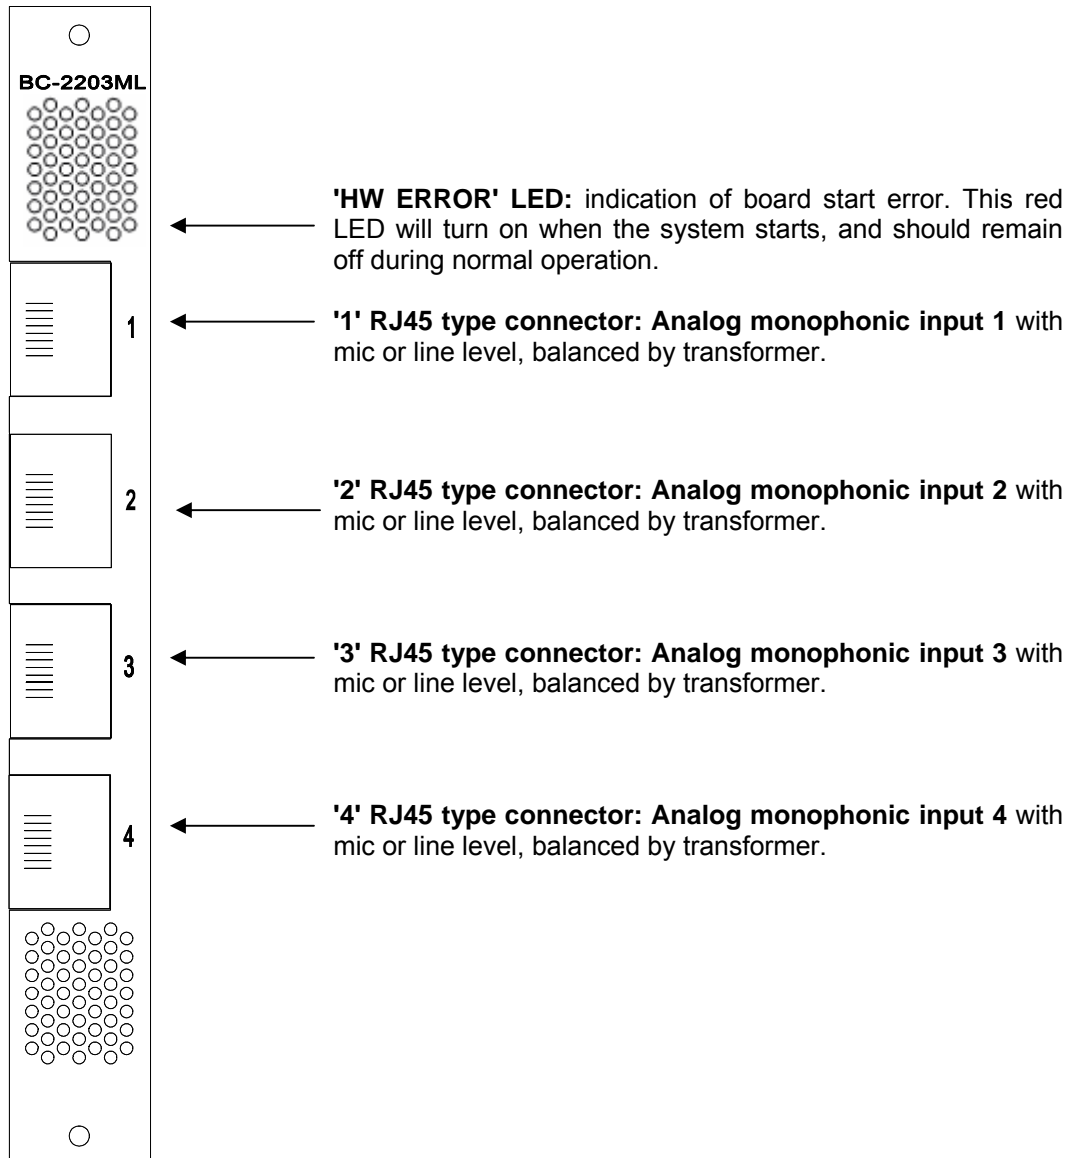 BC-2203ML
'HW ERROR' LED: indication of board start error. This red
LED will turn on when the system starts, and should remain
off during normal operation.
1
'1' RJ45 type connector: Analog monophonic input 1 with
mic or line level, balanced by transformer.
2
'2' RJ45 type connector: Analog monophonic input 2 with
mic or line level, balanced by transformer.
3
'3' RJ45 type connector: Analog monophonic input 3 with
mic or line level, balanced by transformer.
4
'4' RJ45 type connector: Analog monophonic input 4 with
mic or line level, balanced by transformer.